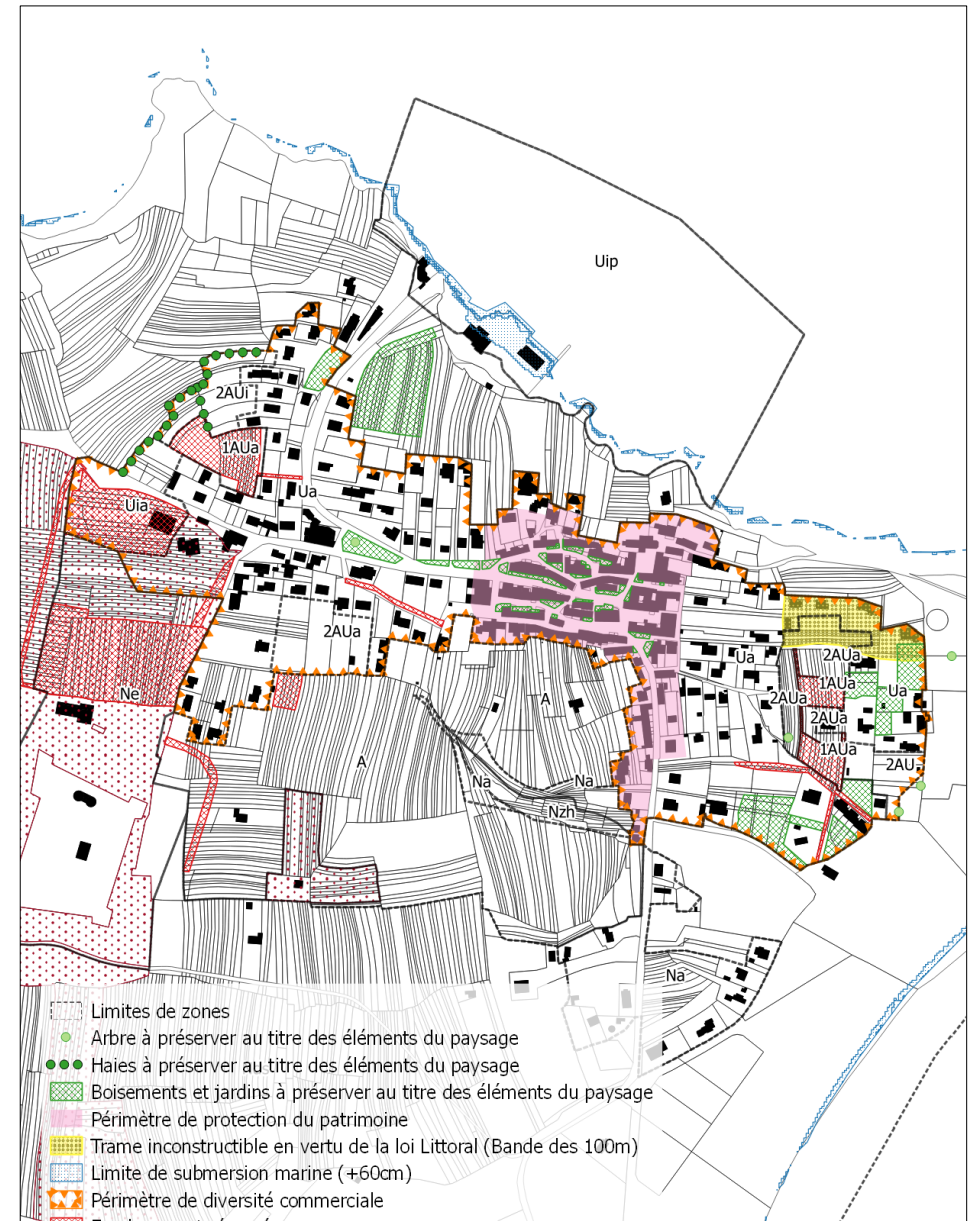 Uip
2AUi
1AUa
Ua
Uia
2AUa
Ua
2AUa
1AUa
2AUa
Ua
2AUa
1AUa
2AU
Ne
A
A
Na
Na
Nzh
Na
Limites de zones
Arbre à préserver au titre des éléments du paysage
Haies à préserver au titre des éléments du paysage
Boisements et jardins à préserver au titre des éléments du paysage
Périmètre de protection du patrimoine
Trame inconstructible en vertu de la loi Littoral (Bande des 100m)
Limite de submersion marine (+60cm)
Périmètre de diversité commerciale